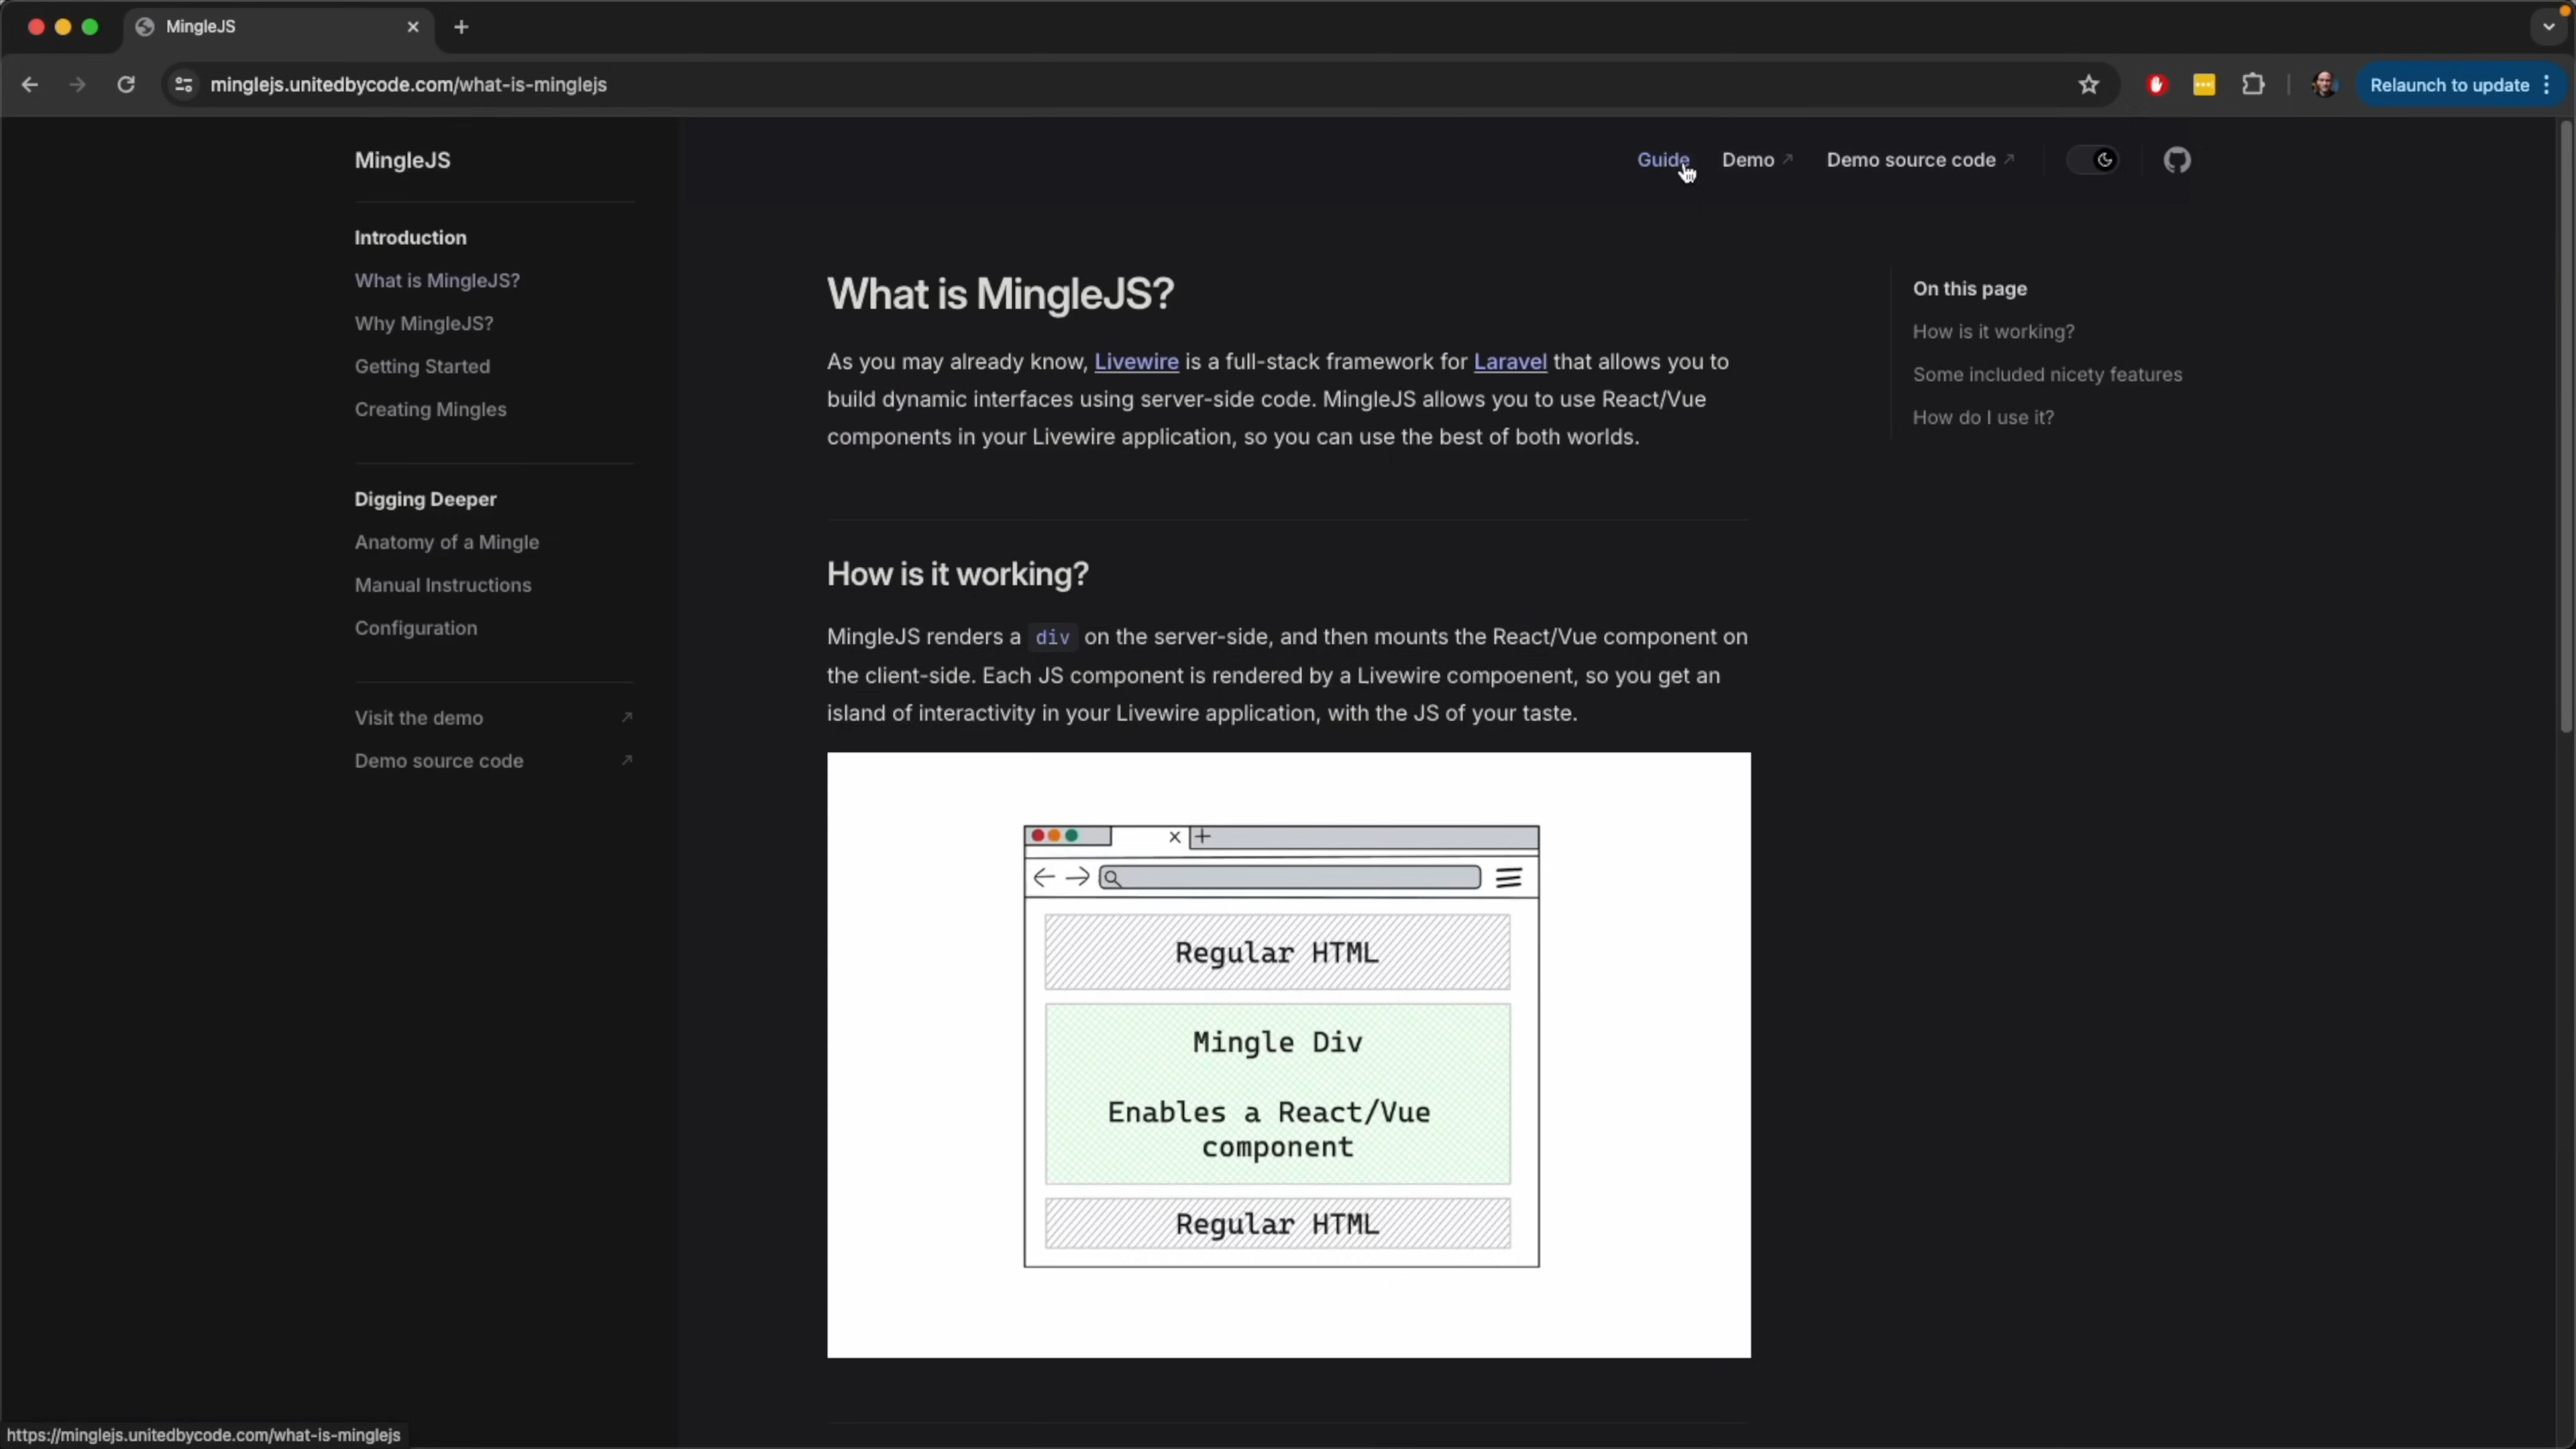 MingleJS
minglejs.unitedbycode.com/what-is-minglejs
Relaunch to update
MingleJS
Guide
Demo
Demo source code
Introduction
What is MingleJS?
Why MingleJS?
Getting Started
Creating Mingles
Digging Deeper
Anatomy of a Mingle
Manual Instructions
Configuration
Visit the demo
Demo source code
What is MingleJS?
As you may already know, Livewire is a full-stack framework for Laravel that allows you to
build dynamic interfaces using server-side code. MingleJS allows you to use React/Vue
components in your Livewire application, so you can use the best of both worlds.
How is it working?
MingleJS renders a div on the server-side, and then mounts the React/Vue component on
the client-side. Each JS component is rendered by a Livewire compoenent, so you get an
island of interactivity in your Livewire application, with the JS of your taste.
Regular HTML
Mingle Div
Enables a React/Vue
component
Regular HTML
On this page
How is it working?
Some included nicety features
How do I use it?
https://minglejs.unitedbycode.com/what-is-minglejs